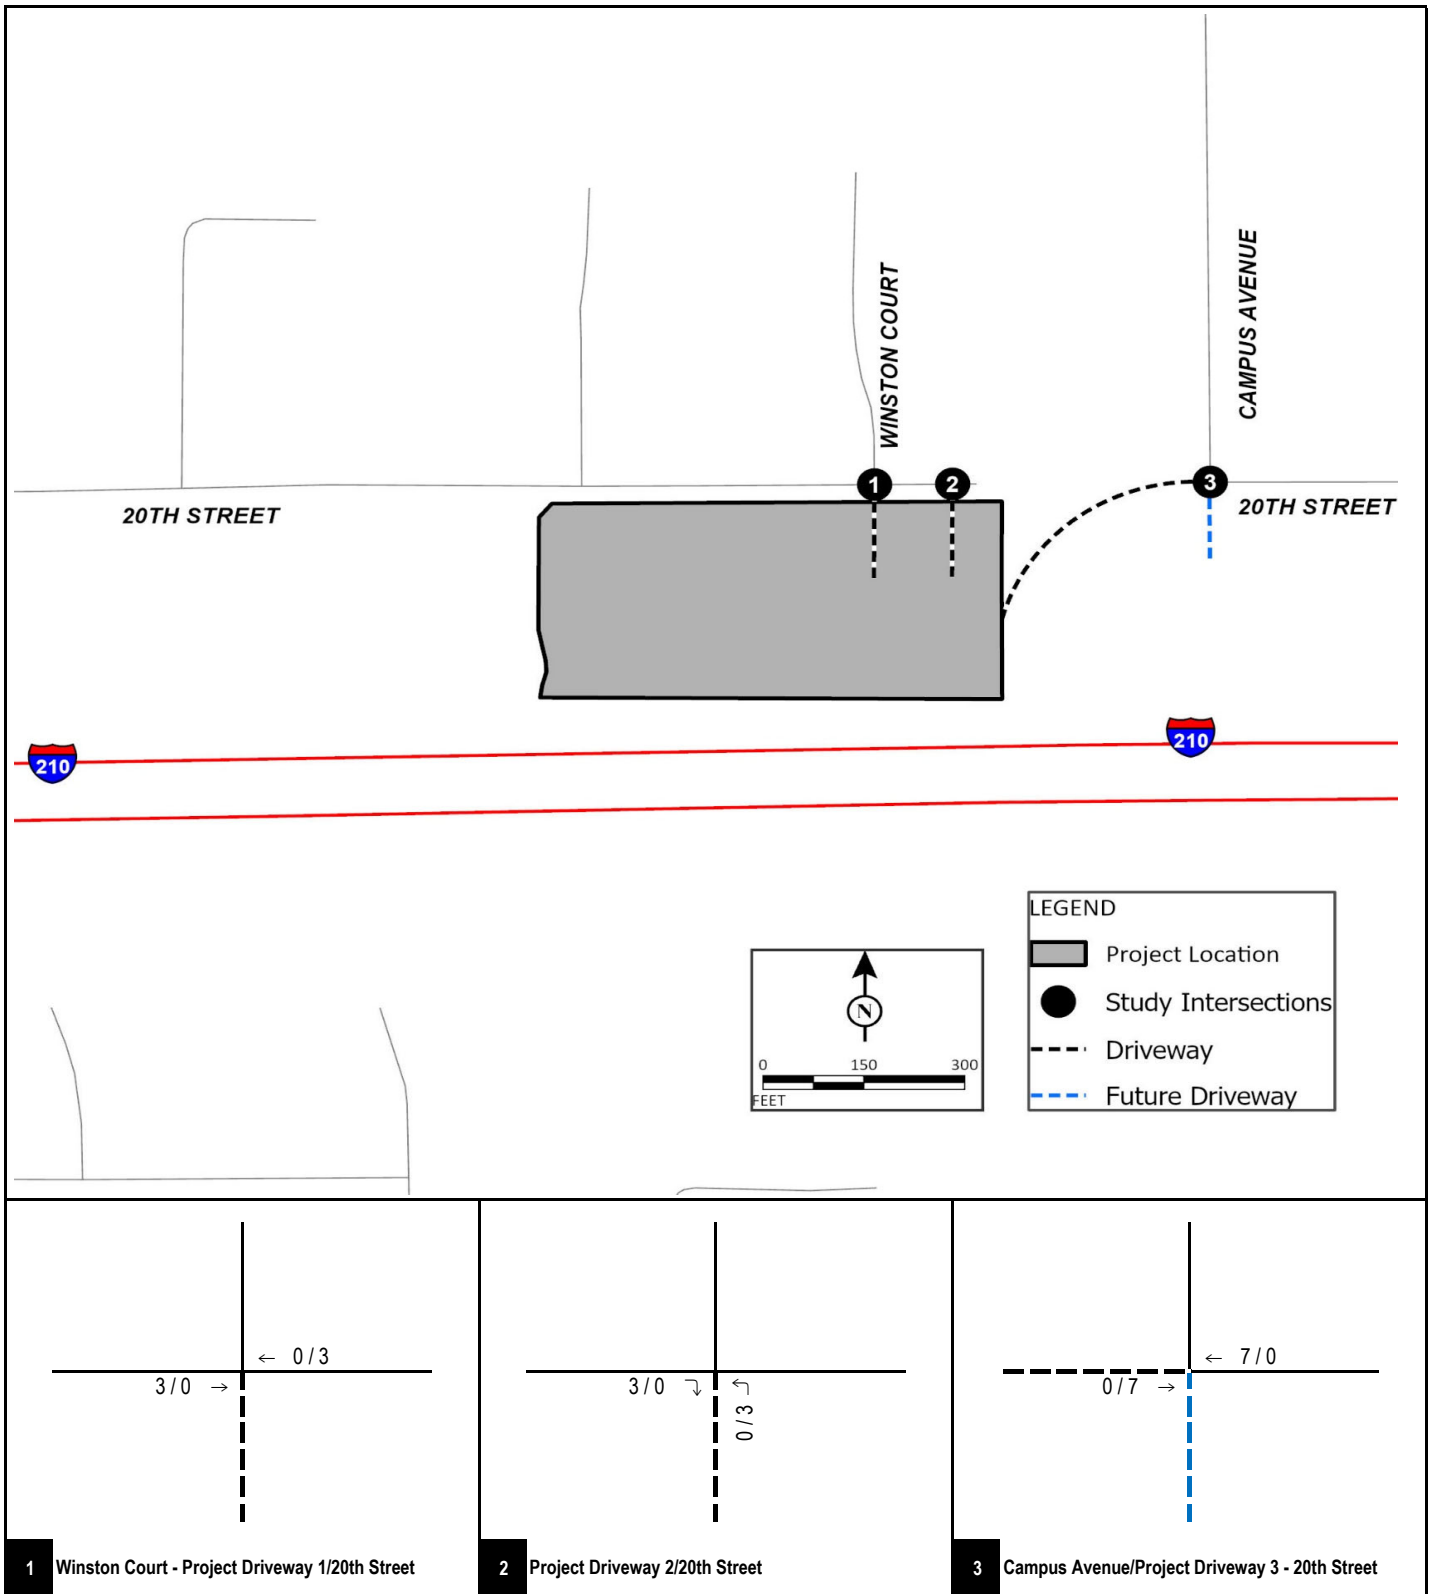 WINSTON COURT
CAMPUS AVENUE
1
2
3
20TH STREET
20TH STREET
210
210
LEGEND
Project Location
Study Intersections
Driveway
Future Driveway
N
0 150 300
FEET
← 0 / 3
3 / 0 →
3 / 0
0 / 3
← 7 / 0
0 / 7 →
1 Winston Court - Project Driveway 1/20th Street
2 Project Driveway 2/20th Street
3 Campus Avenue/Project Driveway 3 - 20th Street